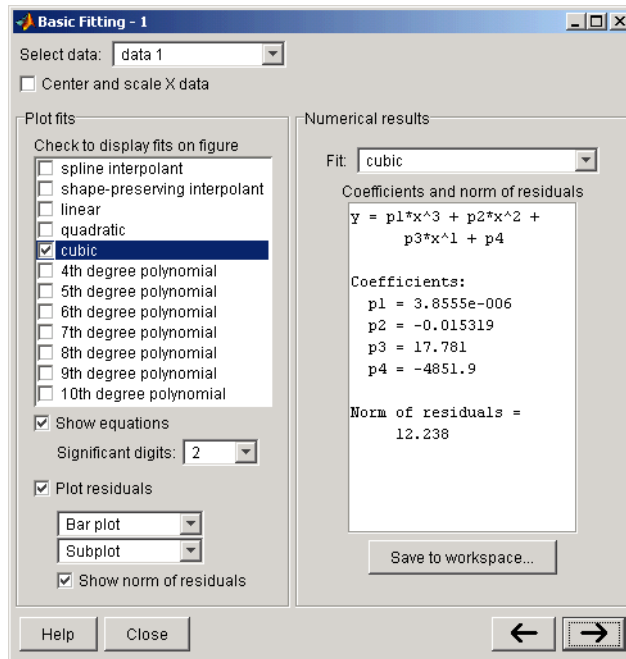 Basic Fitting - 1
Select data: data 1
Center and scale X data
Plot fits
Check to display fits on figure
spline interpolant
shape-preserving interpolant
linear
quadratic
cubic
4th degree polynomial
5th degree polynomial
6th degree polynomial
7th degree polynomial
8th degree polynomial
9th degree polynomial
10th degree polynomial
Show equations
Significant digits: 2
Plot residuals
Bar plot
Subplot
Show norm of residuals
Numerical results
Fit: cubic
Coefficients and norm of residuals
y = p1*x^3 + p2*x^2 +
p3*x^1 + p4
Coefficients:
p1 = 3.8555e-006
p2 = -0.015319
p3 = 17.781
p4 = -4851.9
Norm of residuals =
12.238
Save to workspace...
Help Close